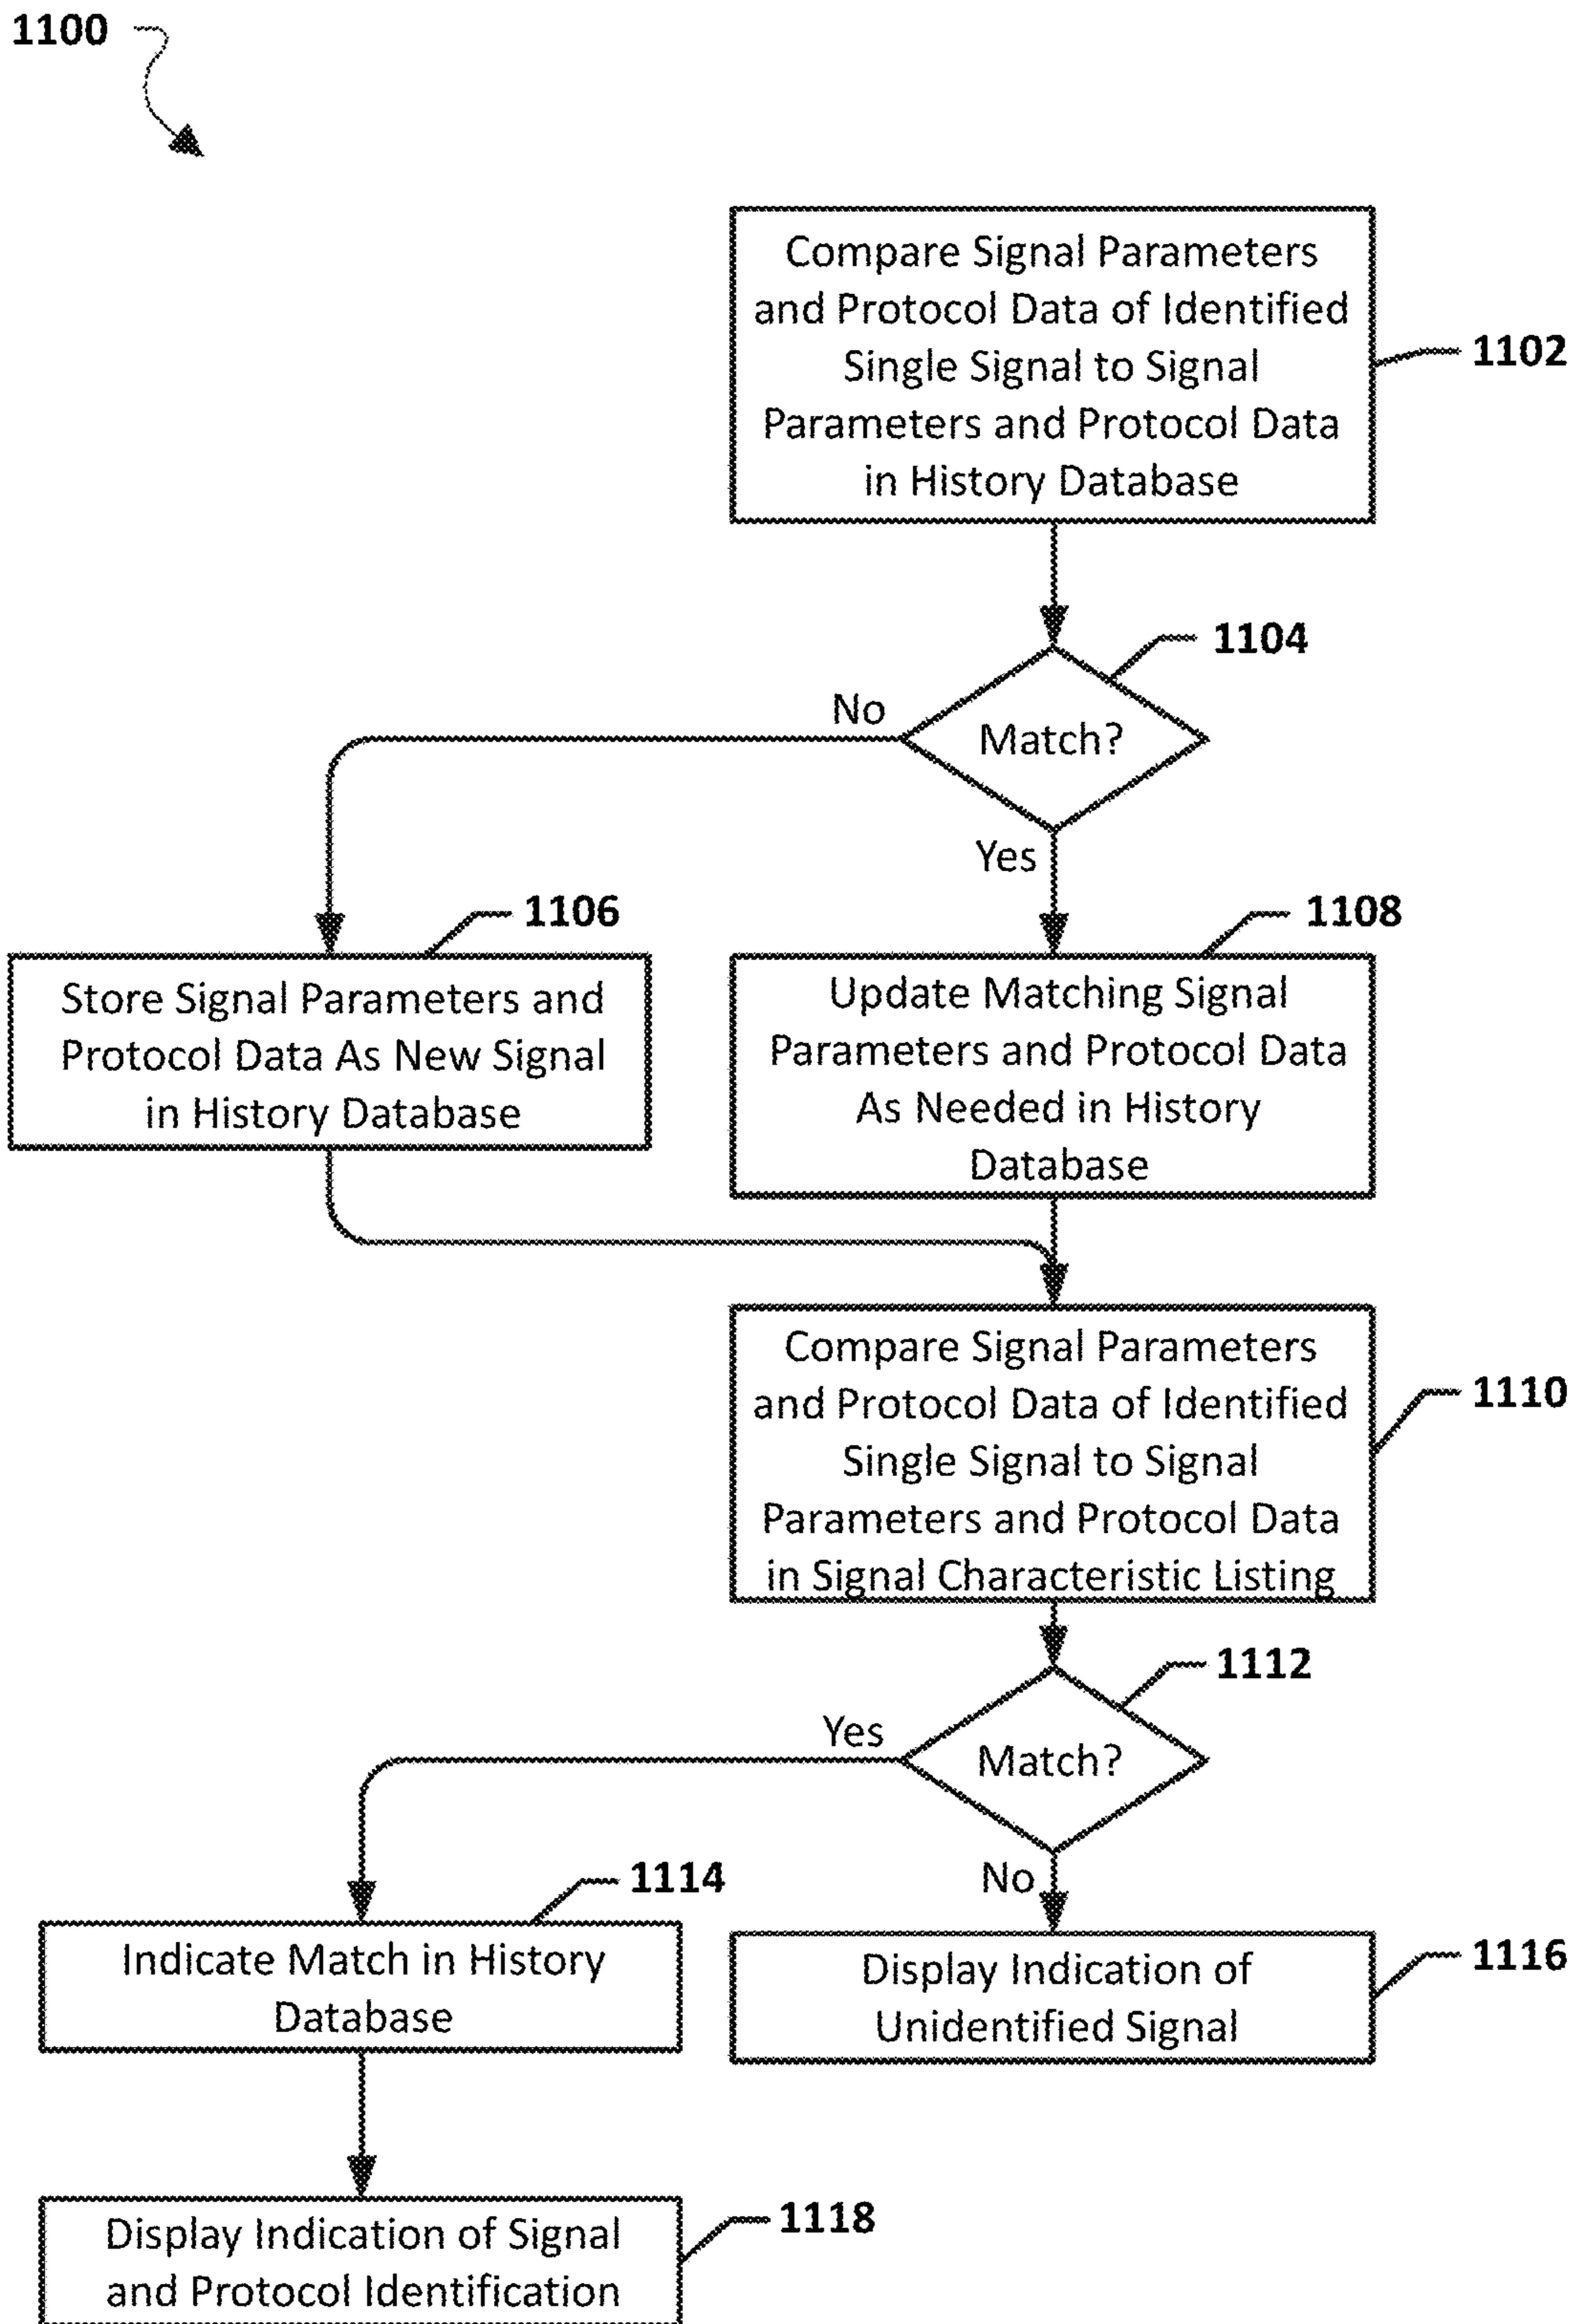 1100
Compare Signal Parameters
and Protocol Data of Identified
Single Signal to Signal
Parameters and Protocol Data
in History Database
1102
1104
No
Match?
Yes
1106
1108
Store Signal Parameters and
Protocol Data As New Signal
in History Database
Update Matching Signal
Parameters and Protocol Data
As Needed in History
Database
Compare Signal Parameters
and Protocol Data of Identified
Single Signal to Signal
Parameters and Protocol Data
in Signal Characteristic Listing
1110
1112
Yes
Match?
No
1114
Indicate Match in History
Database
Display Indication of
Unidentified Signal
1116
Display Indication of Signal
and Protocol Identification
1118